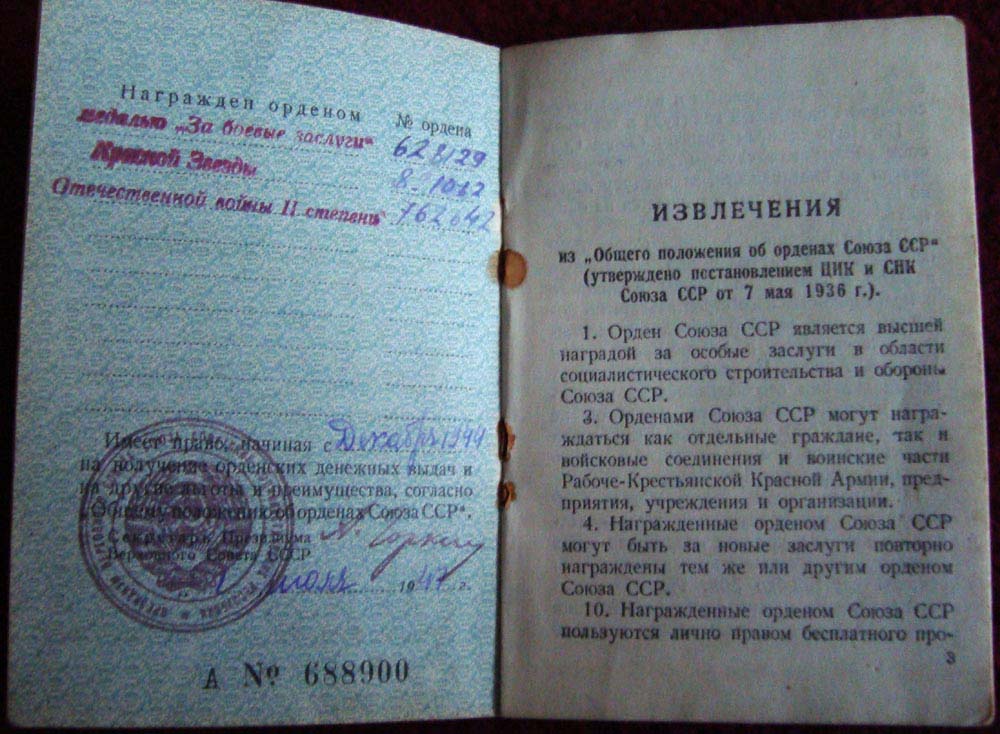 Награжден орденом № ордена
медалью „За боевые заслуги“
Красной Звезды
Отечественной войны II степени 762642
Имеет право, начиная с Декабря 1944
на получение орденских денежных выдач и
на другие льготы и преимущества, согласно
„Общему положению об орденах Союза ССР“.
Секретарь Президиума
Верховного Совета СССР
июля 1947 г.
А № 688900
ИЗВЛЕЧЕНИЯ
из „Общего положения об орденах Союза ССР“
(утверждено постановлением ЦИК и СНК
Союза ССР от 7 мая 1936 г.).
1. Орден Союза ССР является высшей
наградой за особые заслуги в области
социалистического строительства и обороны
Союза ССР.
3. Орденами Союза ССР могут награ-
ждаться как отдельные граждане, так и
войсковые соединения и воинские части
Рабоче-Крестьянской Красной Армии, пред-
приятия, учреждения и организации.
4. Награжденные орденом Союза ССР
могут быть за новые заслуги повторно
награждены тем же или другим орденом
Союза ССР.
10. Награжденные орденом Союза ССР
пользуются лично правом бесплатного про-
3